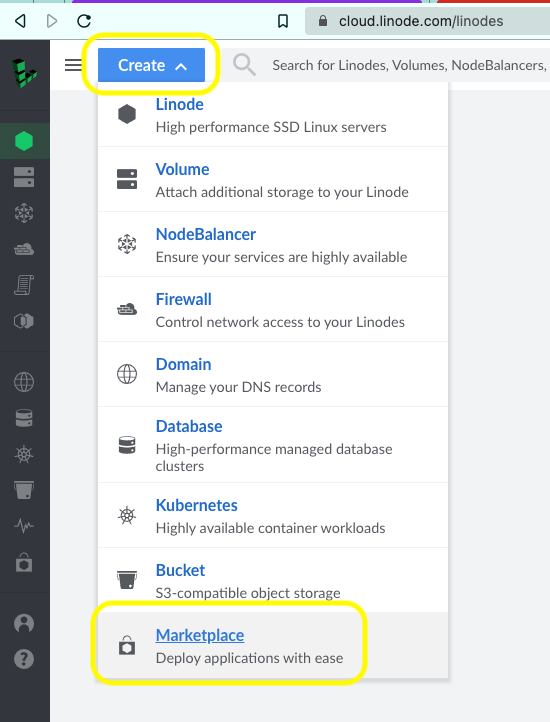 cloud.linode.com/linodes
Create
Search for Linodes, Volumes, NodeBalancers,
Linode
High performance SSD Linux servers
Volume
Attach additional storage to your Linode
NodeBalancer
Ensure your services are highly available
Firewall
Control network access to your Linodes
Domain
Manage your DNS records
Database
High-performance managed database
clusters
Kubernetes
Highly available container workloads
Bucket
S3-compatible object storage
Marketplace
Deploy applications with ease